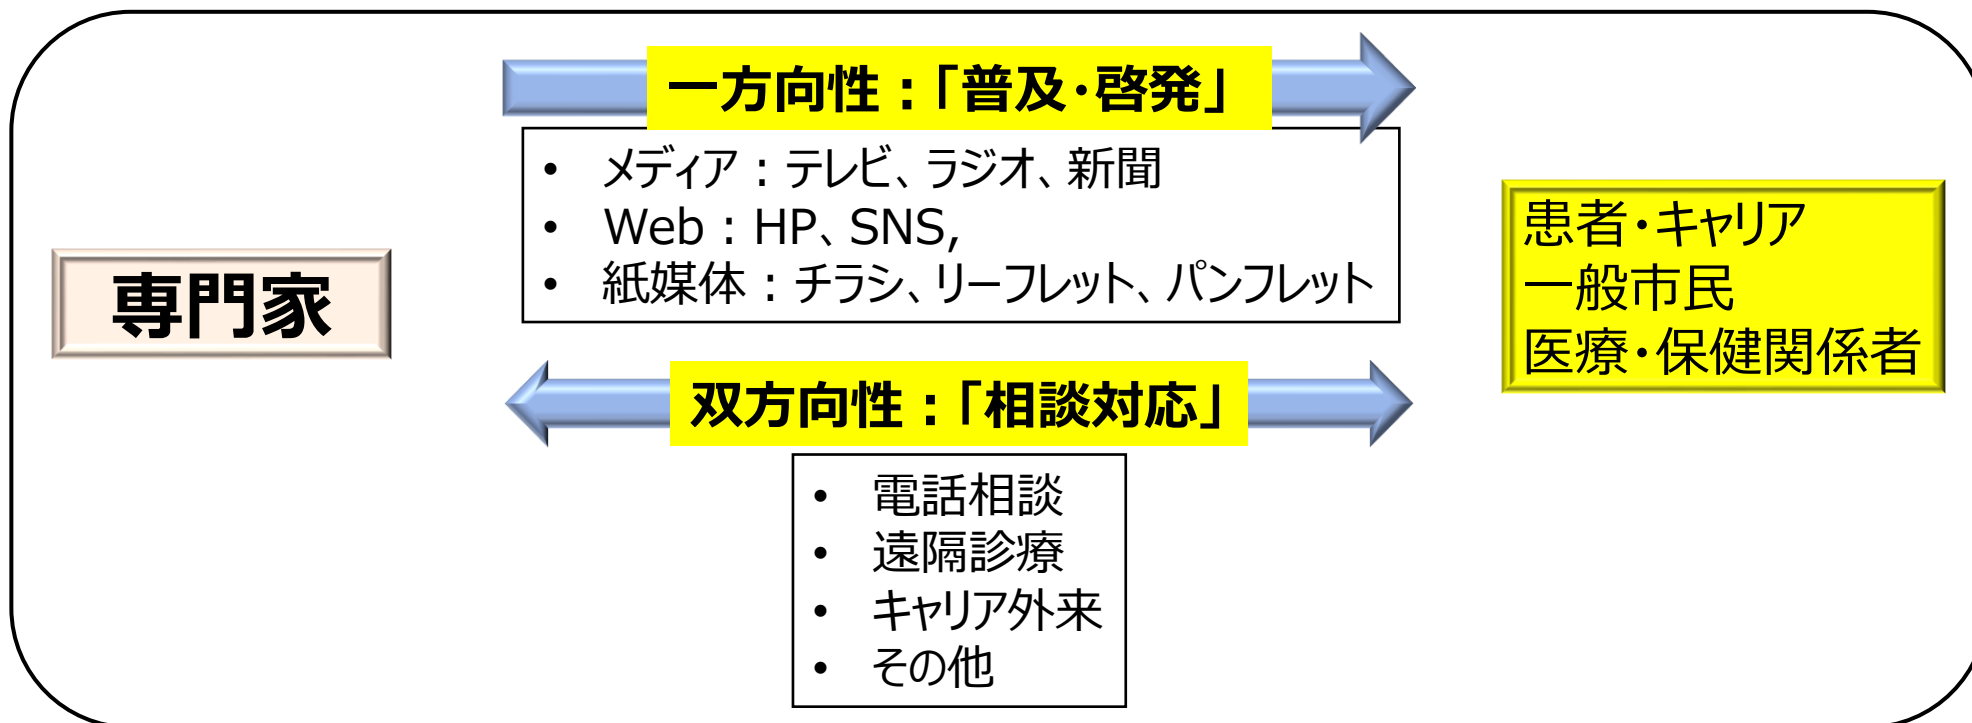 一方向性：「普及・啓発」
• メディア：テレビ、ラジオ、新聞
• Web：HP、SNS,
• 紙媒体：チラシ、リーフレット、パンフレット
専門家
患者・キャリア
一般市民
医療・保健関係者
双方向性：「相談対応」
• 電話相談
• 遠隔診療
• キャリア外来
• その他